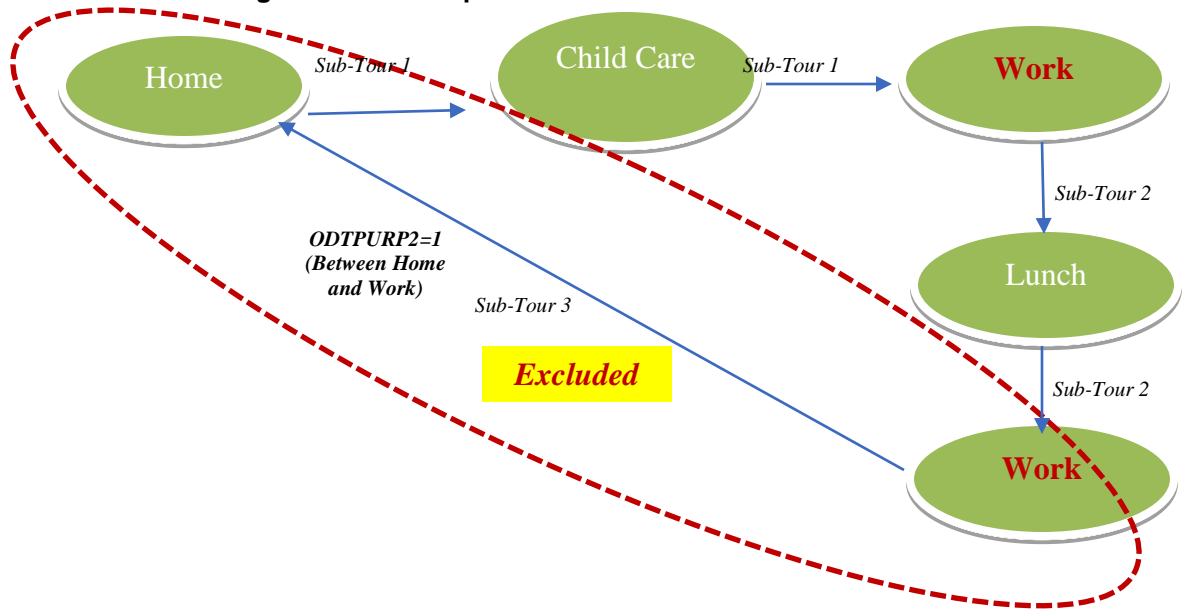 Home
Sub-Tour 1
Child Care
Sub-Tour 1
Work
Sub-Tour 2
Lunch
ODTPURP2=1
(Between Home
and Work)
Sub-Tour 3
Excluded
Sub-Tour 2
Work